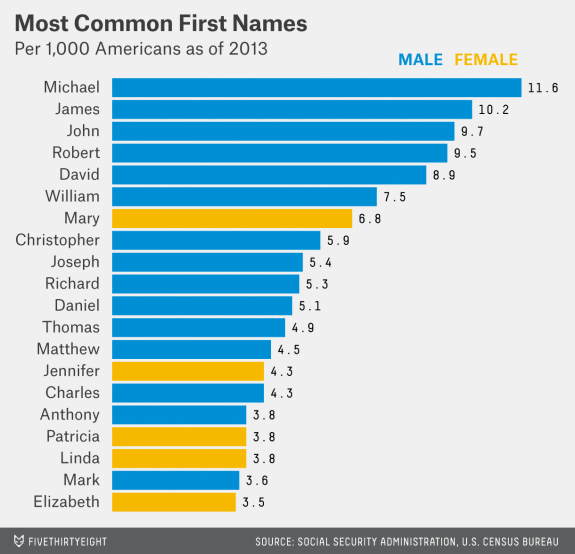 Most Common First Names
Per 1,000 Americans as of 2013
MALE FEMALE
Michael 11.6
James 10.2
John 9.7
Robert 9.5
David 8.9
William 7.5
Mary 6.8
Christopher 5.9
Joseph 5.4
Richard 5.3
Daniel 5.1
Thomas 4.9
Matthew 4.5
Jennifer 4.3
Charles 4.3
Anthony 3.8
Patricia 3.8
Linda 3.8
Mark 3.6
Elizabeth 3.5
FIVETHIRTYEIGHT SOURCE: SOCIAL SECURITY ADMINISTRATION, U.S. CENSUS BUREAU